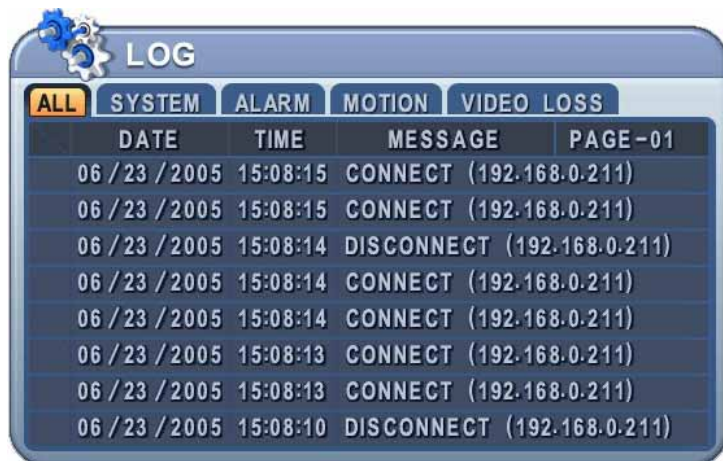 LOG
ALL SYSTEM ALARM MOTION VIDEO LOSS
DATE TIME MESSAGE PAGE-01
06/23/2005 15:08:15 CONNECT (192.168.0.211)
06/23/2005 15:08:15 CONNECT (192.168.0.211)
06/23/2005 15:08:14 DISCONNECT (192.168.0.211)
06/23/2005 15:08:14 CONNECT (192.168.0.211)
06/23/2005 15:08:14 CONNECT (192.168.0.211)
06/23/2005 15:08:13 CONNECT (192.168.0.211)
06/23/2005 15:08:13 CONNECT (192.168.0.211)
06/23/2005 15:08:10 DISCONNECT (192.168.0.211)